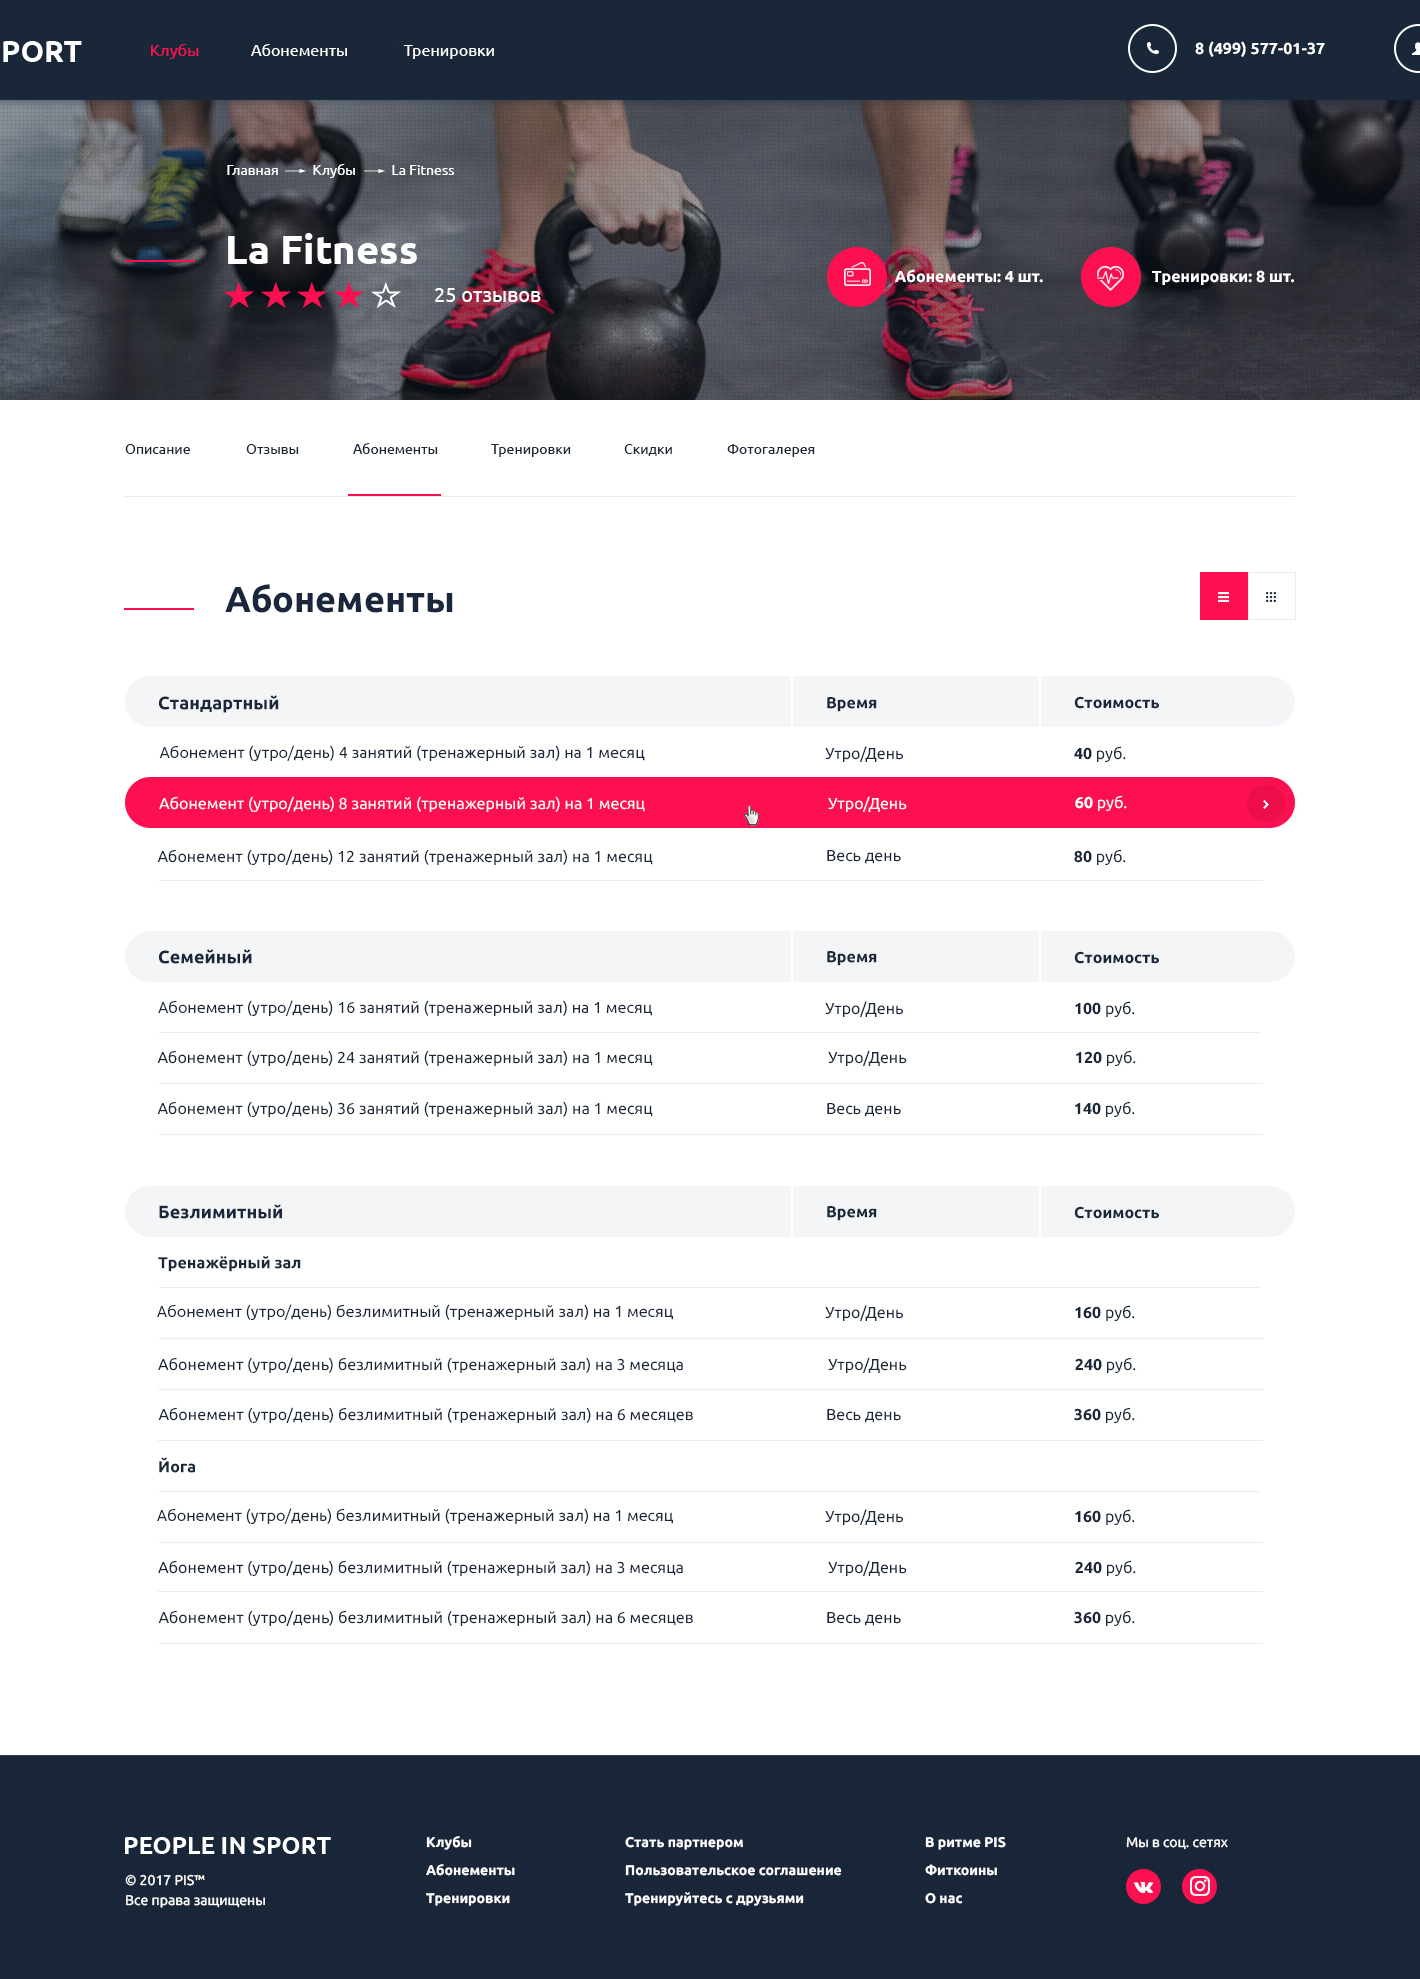 PORT
Клубы
Абонементы
Тренировки
8 (499) 577-01-37
Главная
Клубы
La Fitness
La Fitness
25 отзывов
Абонементы: 4 шт.
Тренировки: 8 шт.
Описание
Отзывы
Абонементы
Тренировки
Скидки
Фотогалерея
Абонементы
Стандартный Время Стоимость
Абонемент (утро/день) 4 занятий (тренажерный зал) на 1 месяц Утро/День 40 руб.
Абонемент (утро/день) 8 занятий (тренажерный зал) на 1 месяц Утро/День 60 руб.
Абонемент (утро/день) 12 занятий (тренажерный зал) на 1 месяц Весь день 80 руб.
Семейный Время Стоимость
Абонемент (утро/день) 16 занятий (тренажерный зал) на 1 месяц Утро/День 100 руб.
Абонемент (утро/день) 24 занятий (тренажерный зал) на 1 месяц Утро/День 120 руб.
Абонемент (утро/день) 36 занятий (тренажерный зал) на 1 месяц Весь день 140 руб.
Безлимитный Время Стоимость
Тренажёрный зал
Абонемент (утро/день) безлимитный (тренажерный зал) на 1 месяц Утро/День 160 руб.
Абонемент (утро/день) безлимитный (тренажерный зал) на 3 месяца Утро/День 240 руб.
Абонемент (утро/день) безлимитный (тренажерный зал) на 6 месяцев Весь день 360 руб.
Йога
Абонемент (утро/день) безлимитный (тренажерный зал) на 1 месяц Утро/День 160 руб.
Абонемент (утро/день) безлимитный (тренажерный зал) на 3 месяца Утро/День 240 руб.
Абонемент (утро/день) безлимитный (тренажерный зал) на 6 месяцев Весь день 360 руб.
PEOPLE IN SPORT
© 2017 PIS™
Все права защищены
Клубы
Абонементы
Тренировки
Стать партнером
Пользовательское соглашение
Тренируйтесь с друзьями
В ритме PIS
Фиткоины
О нас
Мы в соц. сетях